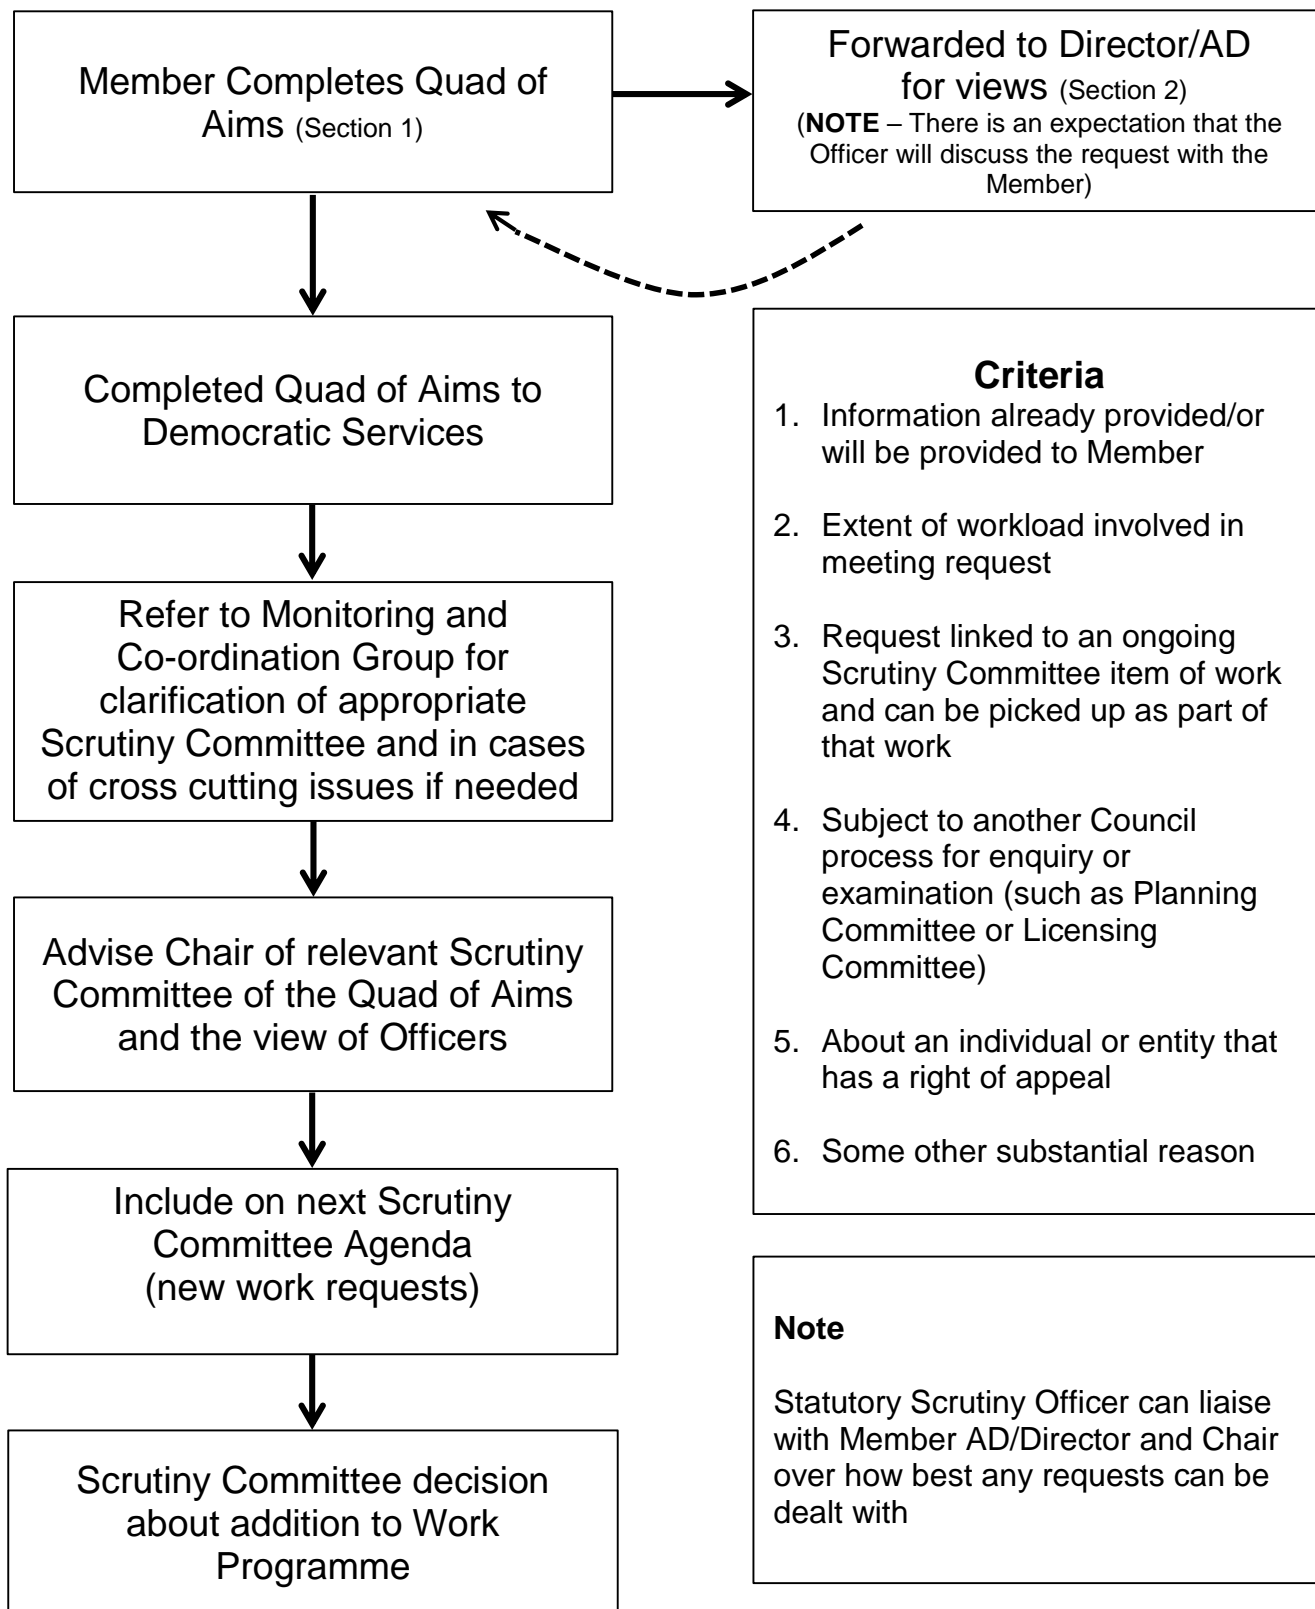 Member Completes Quad of
Aims (Section 1)
Forwarded to Director/AD
for views (Section 2)
(NOTE – There is an expectation that the
Officer will discuss the request with the
Member)
Completed Quad of Aims to
Democratic Services
Refer to Monitoring and
Co-ordination Group for
clarification of appropriate
Scrutiny Committee and in cases
of cross cutting issues if needed
Advise Chair of relevant Scrutiny
Committee of the Quad of Aims
and the view of Officers
Include on next Scrutiny
Committee Agenda
(new work requests)
Scrutiny Committee decision
about addition to Work
Programme
Criteria
1. Information already provided/or
will be provided to Member
2. Extent of workload involved in
meeting request
3. Request linked to an ongoing
Scrutiny Committee item of work
and can be picked up as part of
that work
4. Subject to another Council
process for enquiry or
examination (such as Planning
Committee or Licensing
Committee)
5. About an individual or entity that
has a right of appeal
6. Some other substantial reason
Note
Statutory Scrutiny Officer can liaise
with Member AD/Director and Chair
over how best any requests can be
dealt with